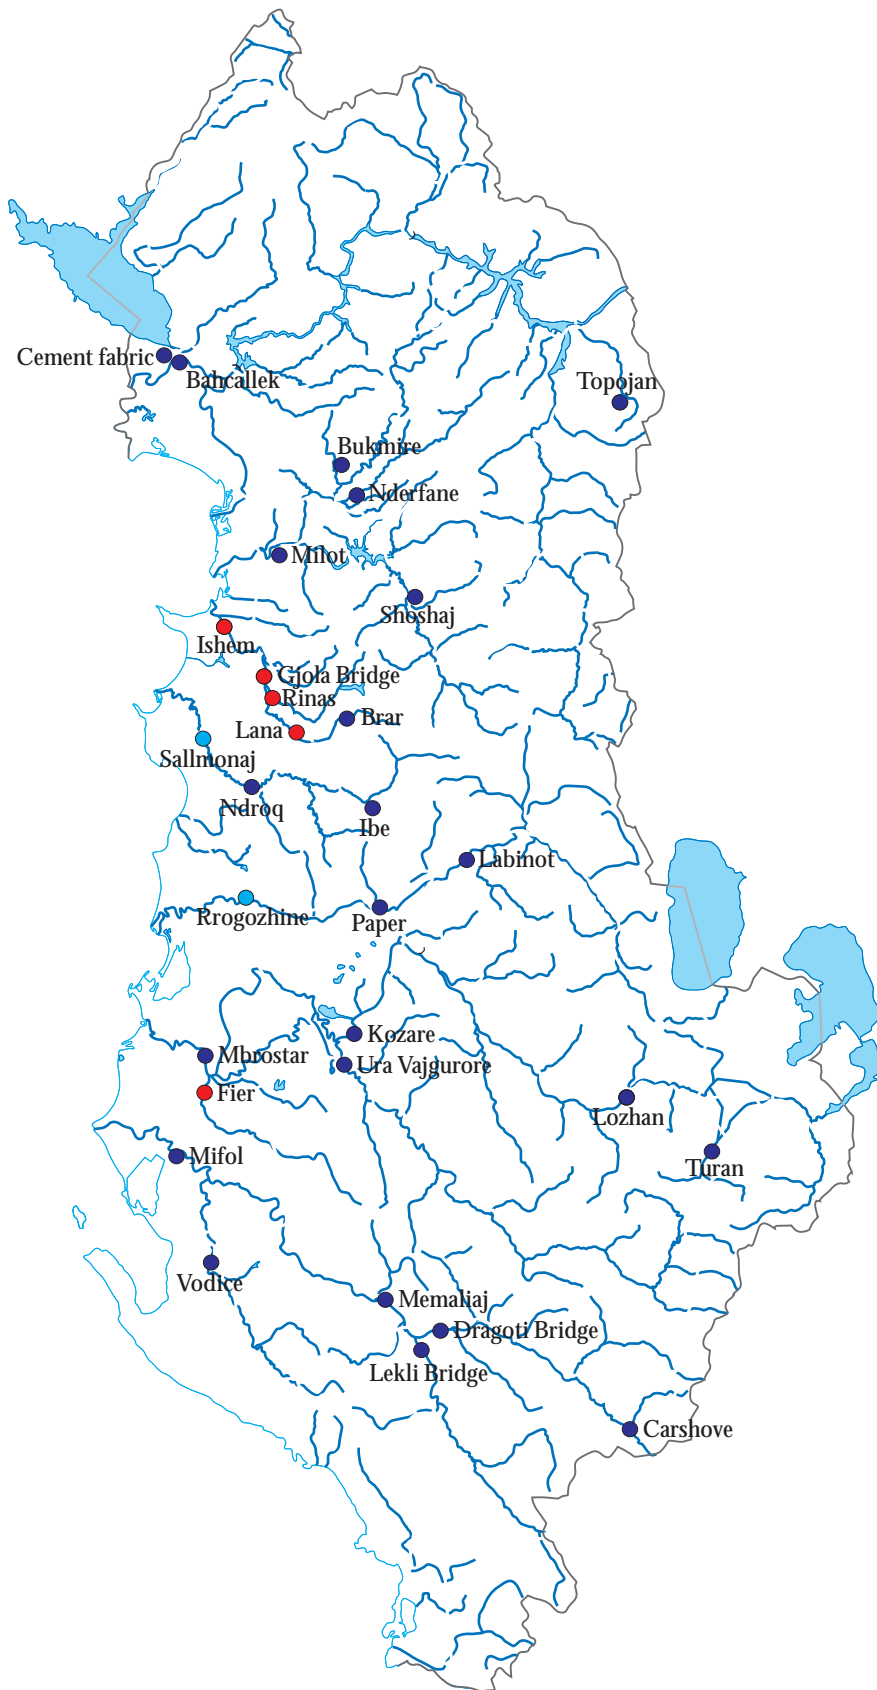 Cement fabric
Bahcallek
Topojan
Bukmire
Nderfane
Milot
Shoshaj
Ishem
Gjola Bridge
Rinas
Brar
Lana
Sallmonaj
Ndroq
Ibe
Labinot
Rrogozhine
Paper
Kozare
Mbrostar
Ura Vajgurore
Fier
Lozhan
Mifol
Turan
Vodice
Memaliaj
Dragoti Bridge
Lekli Bridge
Carshove